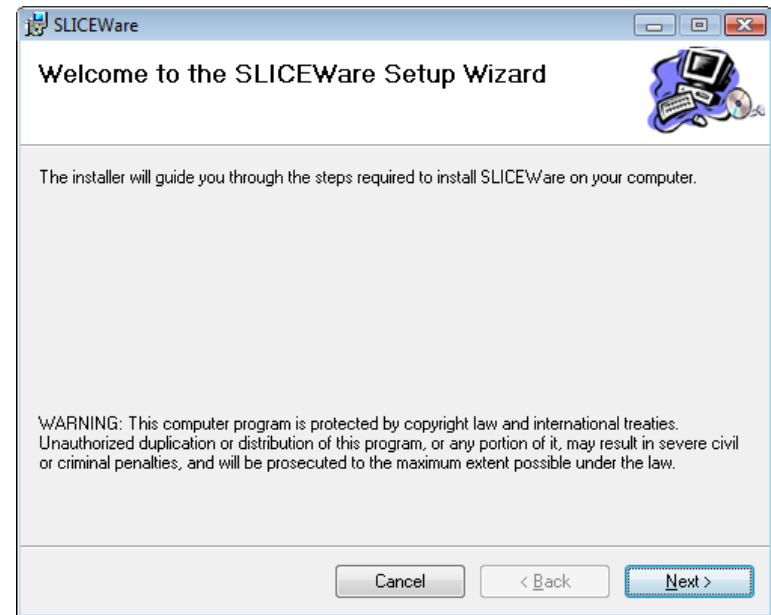 SLICEWare
Welcome to the SLICEWare Setup Wizard
The installer will guide you through the steps required to install SLICEWare on your computer.
WARNING: This computer program is protected by copyright law and international treaties.
Unauthorized duplication or distribution of this program, or any portion of it, may result in severe civil
or criminal penalties, and will be prosecuted to the maximum extent possible under the law.
Cancel
< Back
Next >